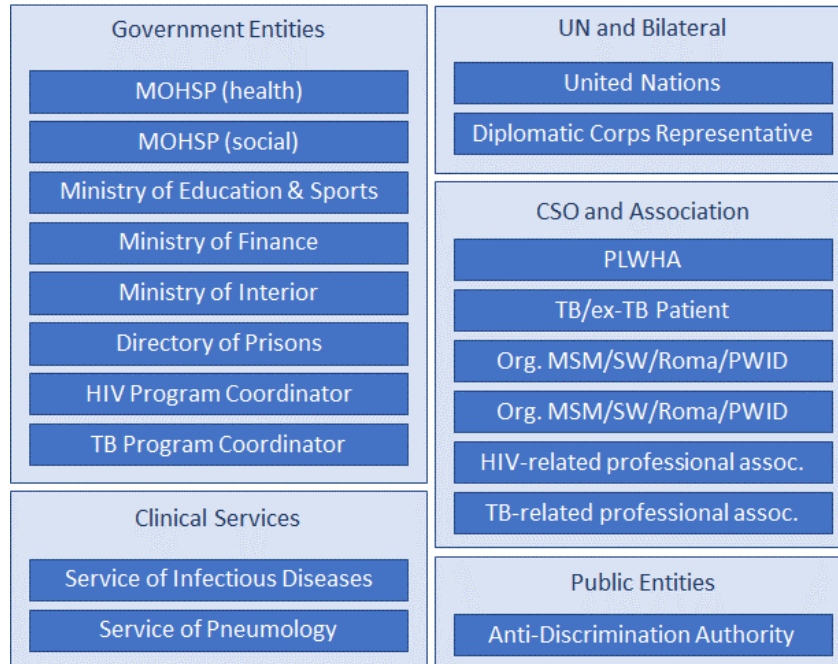 Government Entities
MOHSP (health)
MOHSP (social)
Ministry of Education & Sports
Ministry of Finance
Ministry of Interior
Directory of Prisons
HIV Program Coordinator
TB Program Coordinator
Clinical Services
Service of Infectious Diseases
Service of Pneumology
UN and Bilateral
United Nations
Diplomatic Corps Representative
CSO and Association
PLWHA
TB/ex-TB Patient
Org. MSM/SW/Roma/PWID
Org. MSM/SW/Roma/PWID
HIV-related professional assoc.
TB-related professional assoc.
Public Entities
Anti-Discrimination Authority